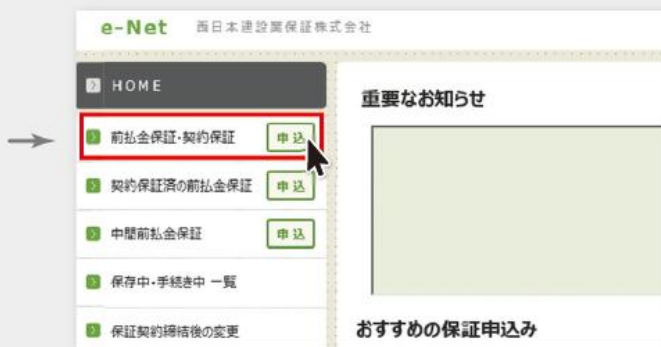 e-Net 西日本建設業保証株式会社
HOME
前払金保証・契約保証 申込
契約保証済の前払金保証 申込
中間前払金保証 申込
保存中・手続き中 一覧
保証契約締結後の変更
重要なお知らせ
おすすめの保証申込み